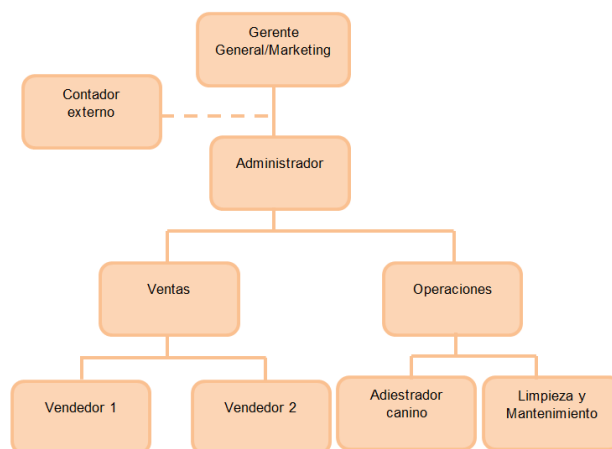 Gerente
General/Marketing
Contador
externo
Administrador
Ventas
Operaciones
Vendedor 1
Vendedor 2
Adiestrador
canino
Limpieza y
Mantenimiento